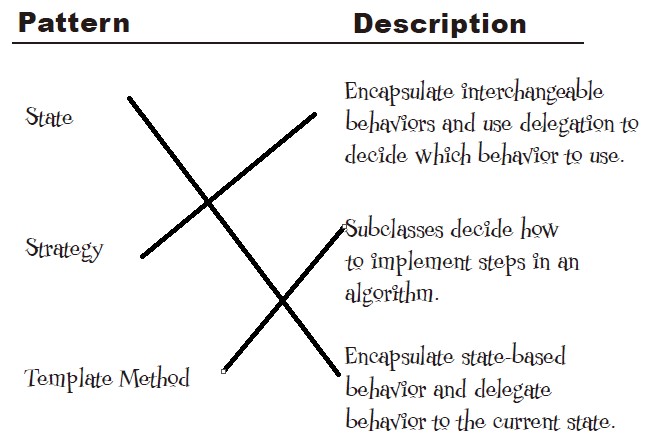 Pattern Description
State
Encapsulate interchangeable
behaviors and use delegation to
decide which behavior to use.
Strategy
Subclasses decide how
to implement steps in an
algorithm.
Template Method
Encapsulate state-based
behavior and delegate
behavior to the current state.